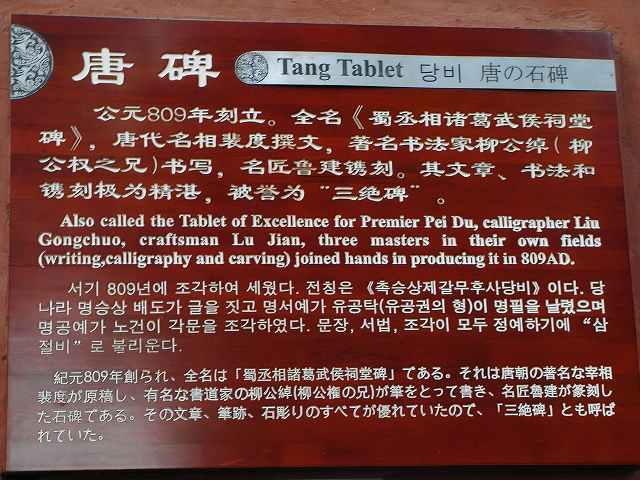 唐碑 Tang Tablet 당비 唐の石碑
公元809年刻立。全名《蜀丞相诸葛武侯祠堂
碑》，唐代名相裴度撰文，著名书法家柳公绰（柳
公权之兄）书写，名匠鲁建镌刻。其文章、书法和
镌刻极为精湛，被誉为“三绝碑”。
Also called the Tablet of Excellence for Premier Pei Du, calligrapher Liu
Gongchuo, craftsman Lu Jian, three masters in their own fields
(writing,calligraphy and carving) joined hands in producing it in 809AD.
서기 809년에 조각하여 세웠다. 전칭은 《촉승상제갈무후사당비》이다. 당
나라 명승상 배도가 글을 짓고 명서예가 유공탁(유공권의 형)이 명필을 날렸으며
명공예가 노건이 각문을 조각하였다. 문장, 서법, 조각이 모두 정예하기에 “삼
절비”로 불리운다.
紀元809年創られ、全名は「蜀丞相諸葛武侯祠堂碑」である。それは唐朝の著名な宰相
裴度が原稿し、有名な書道家の柳公綽(柳公権の兄)が筆をとって書き、名匠魯建が篆刻し
た石碑である。その文章、筆跡、石彫りのすべてが優れていたので、「三絶碑」とも呼ば
れていた。